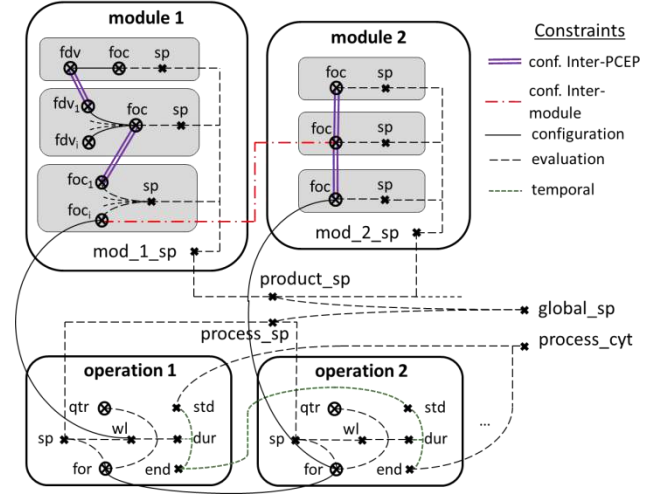 module 1
fdv foc sp
fdv1 foc sp
fdvi
foc1 sp
foci
mod_1_sp
module 2
foc sp
foc sp
foc sp
mod_2_sp
Constraints
conf. Inter-PCEP
conf. Inter-
module
configuration
evaluation
temporal
product_sp
global_sp
process_sp
process_cyt
operation 1
qtr std
wl
sp dur
for end
operation 2
qtr std
wl
sp dur
for end
...